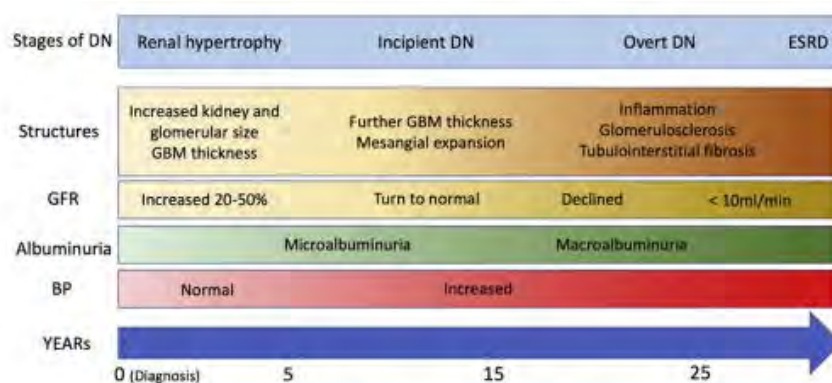 Stages of DN Renal hypertrophy Incipient DN Overt DN ESRD
Structures
Increased kidney and
glomerular size
GBM thickness
Further GBM thickness
Mesangial expansion
Inflammation
Glomerulosclerosis
Tubulointerstitial fibrosis
GFR Increased 20-50% Turn to normal Declined < 10ml/min
Albuminuria Microalbuminuria Macroalbuminuria
BP Normal Increased
YEARs
0 (Diagnosis) 5 15 25